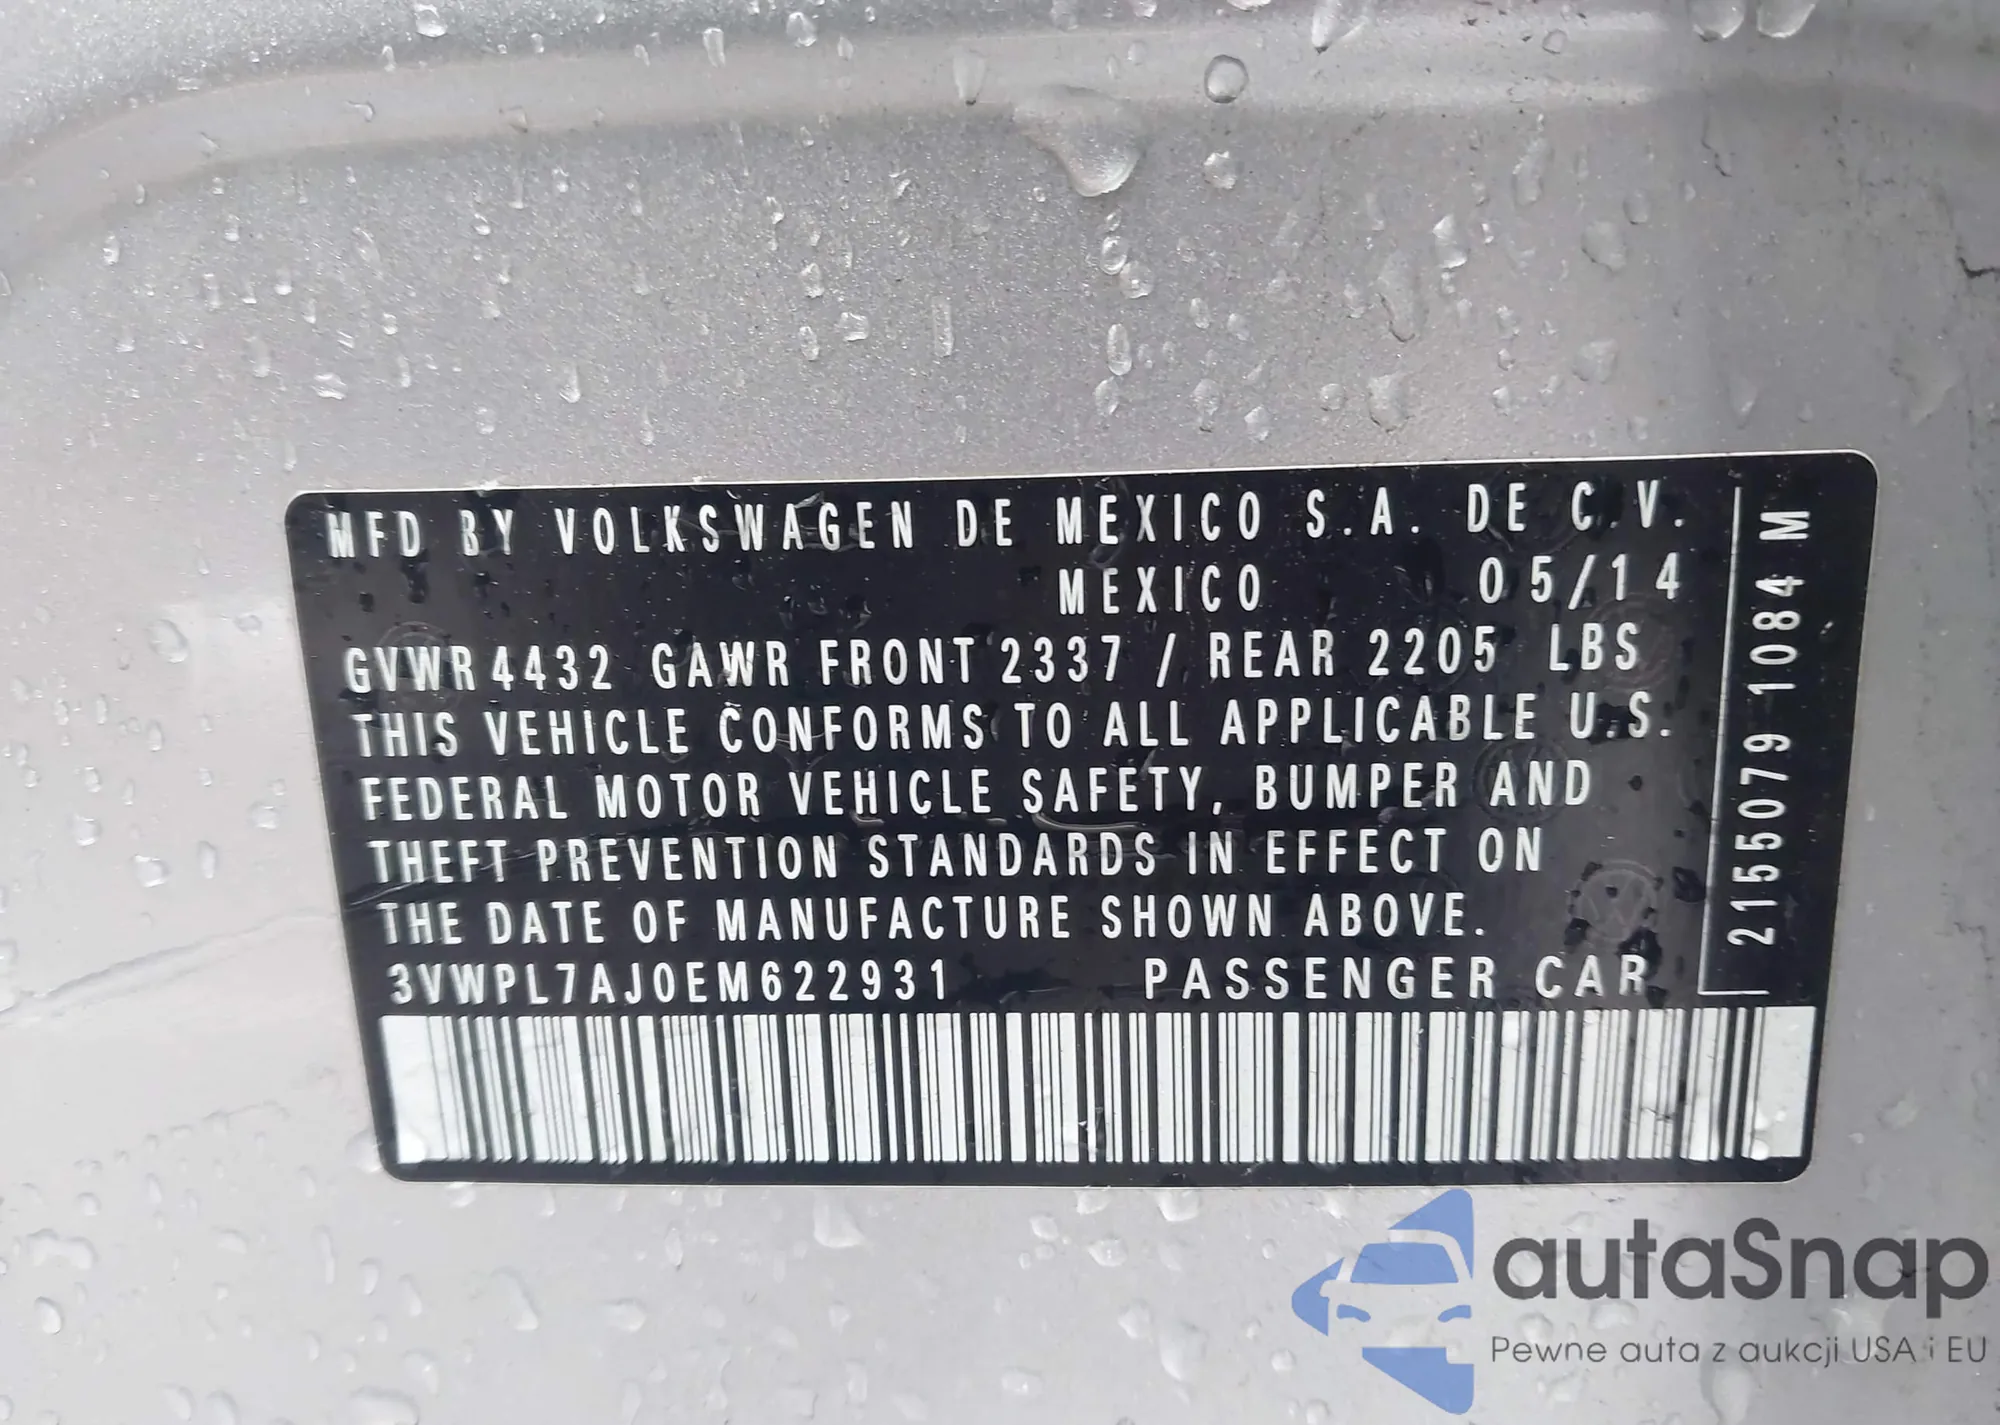 MFD BY VOLKSWAGEN DE MEXICO S.A. DE C.V.
MEXICO 05/14
GVWR 4432 GAWR FRONT 2337 / REAR 2205 LBS
THIS VEHICLE CONFORMS TO ALL APPLICABLE U.S.
FEDERAL MOTOR VEHICLE SAFETY, BUMPER AND
THEFT PREVENTION STANDARDS IN EFFECT ON
THE DATE OF MANUFACTURE SHOWN ABOVE.
3VWPL7AJ0EM622931 PASSENGER CAR
2155079 1084 M
autaSnap
Pewne auta z aukcji USA i EU